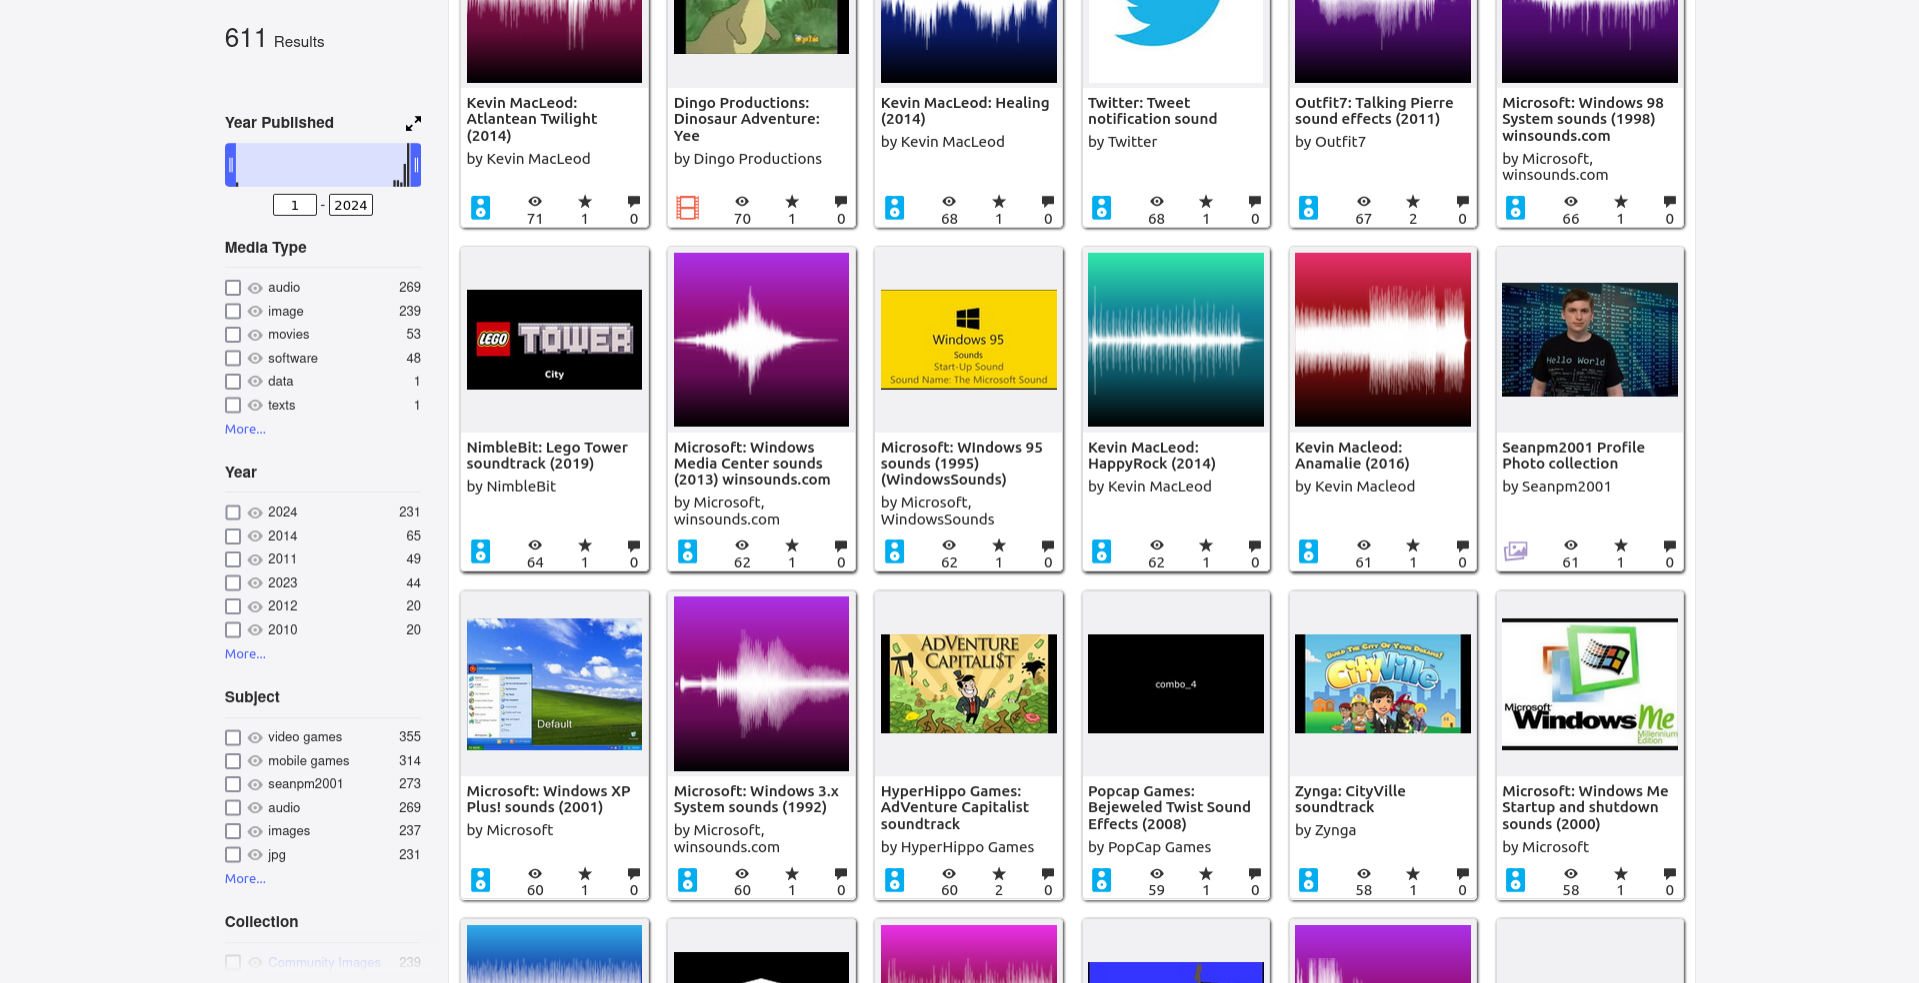 611 Results
Year Published
1 - 2024
Media Type
audio 269
image 239
movies 53
software 48
data 1
texts 1
More...
Year
2024 231
2014 65
2011 49
2023 44
2012 20
2010 20
More...
Subject
video games 355
mobile games 314
seanpm2001 273
audio 269
images 237
jpg 231
More...
Collection
Community Images 239
Kevin MacLeod:
Atlantean Twilight
(2014)
by Kevin MacLeod
71 1 0
Dingo Productions:
Dinosaur Adventure:
Yee
by Dingo Productions
70 1 0
Kevin MacLeod: Healing
(2014)
by Kevin MacLeod
68 1 0
Twitter: Tweet
notification sound
by Twitter
68 1 0
Outfit7: Talking Pierre
sound effects (2011)
by Outfit7
67 2 0
Microsoft: Windows 98
System sounds (1998)
winsounds.com
by Microsoft,
winsounds.com
66 1 0
LEGO TOWER
City
NimbleBit: Lego Tower
soundtrack (2019)
by NimbleBit
64 1 0
Microsoft: Windows
Media Center sounds
(2013) winsounds.com
by Microsoft,
winsounds.com
62 1 0
Windows 95
Sounds
Start-Up Sound
Sound Name: The Microsoft Sound
Microsoft: WIndows 95
sounds (1995)
(WindowsSounds)
by Microsoft,
WindowsSounds
62 1 0
Kevin MacLeod:
HappyRock (2014)
by Kevin MacLeod
62 1 0
Kevin Macleod:
Anamalie (2016)
by Kevin Macleod
61 1 0
Hello World
Seanpm2001 Profile
Photo collection
by Seanpm2001
61 1 0
Default
Microsoft: Windows XP
Plus! sounds (2001)
by Microsoft
60 1 0
Microsoft: Windows 3.x
System sounds (1992)
by Microsoft,
winsounds.com
60 1 0
ADVENTURE
CAPITALI$T
HyperHippo Games:
AdVenture Capitalist
soundtrack
by HyperHippo Games
60 2 0
combo_4
Popcap Games:
Bejeweled Twist Sound
Effects (2008)
by PopCap Games
59 1 0
BUILD THE CITY OF YOUR DREAMS!
CityVille
Zynga: CityVille
soundtrack
by Zynga
58 1 0
Microsoft
Windows Me
Millennium
Edition
Microsoft: Windows Me
Startup and shutdown
sounds (2000)
by Microsoft
58 1 0